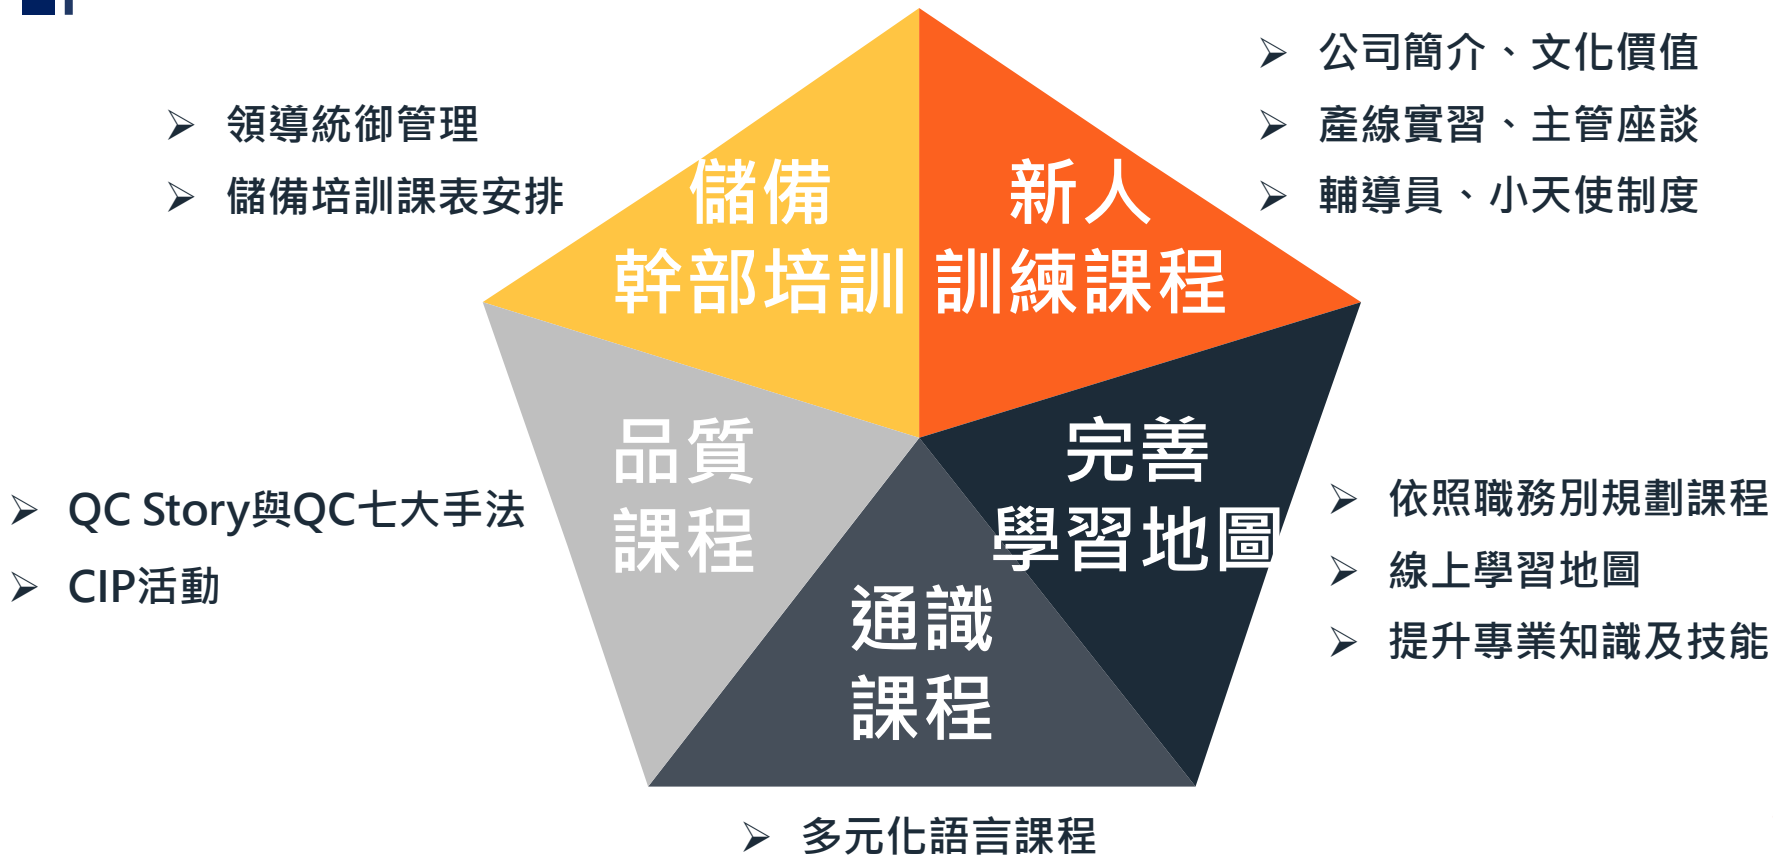 公司簡介、文化價值
產線實習、主管座談
輔導員、小天使制度
領導統御管理
儲備培訓課表安排
儲備
幹部培訓
新人
訓練課程
品質
課程
完善
學習地圖
通識
課程
QC Story與QC七大手法
CIP活動
依照職務別規劃課程
線上學習地圖
提升專業知識及技能
多元化語言課程